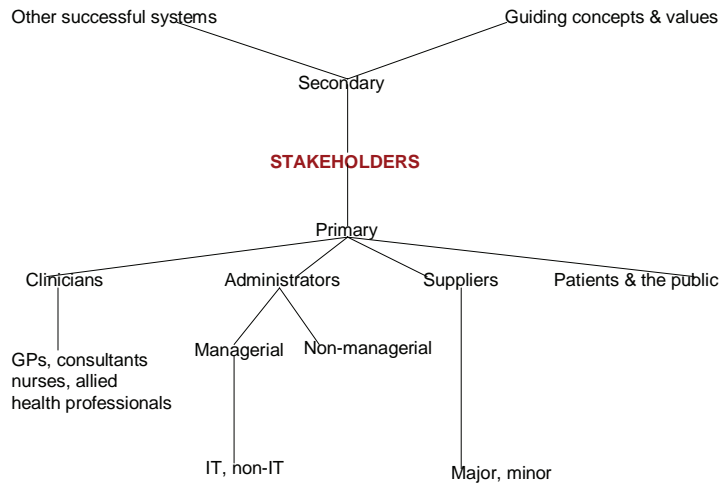 Other successful systems
Guiding concepts & values
Secondary
STAKEHOLDERS
Primary
Clinicians
Administrators
Suppliers
Patients & the public
Managerial
Non-managerial
GPs, consultants
nurses, allied
health professionals
IT, non-IT
Major, minor